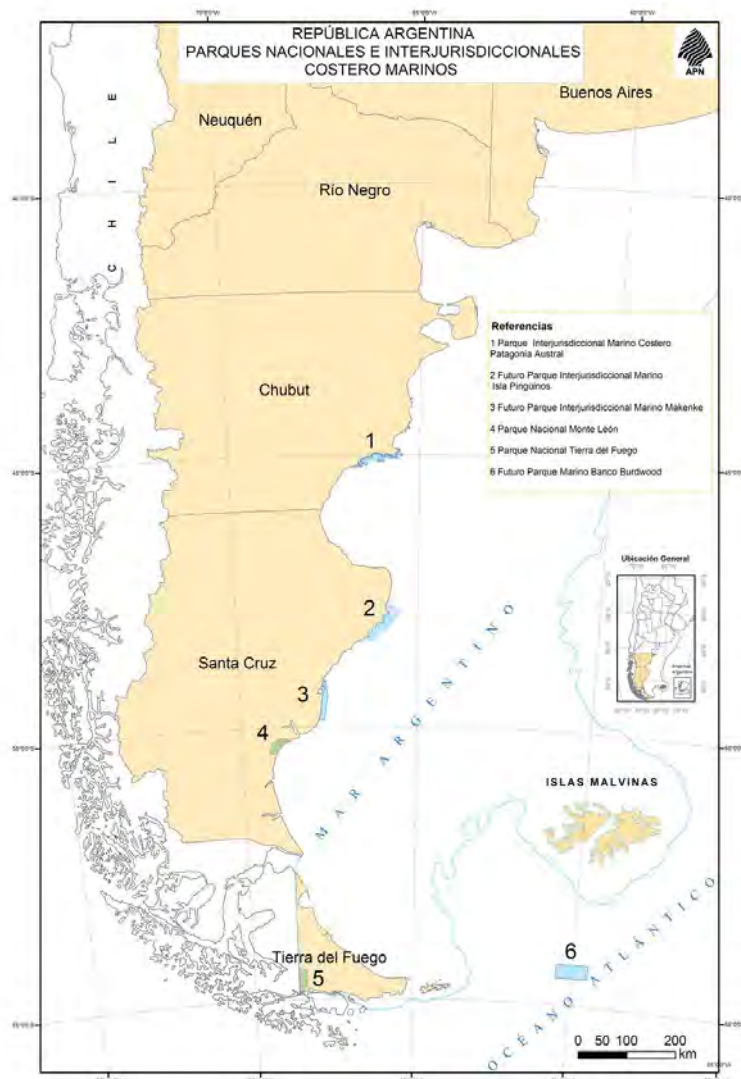 REPÚBLICA ARGENTINA
PARQUES NACIONALES E INTERJURISDICCIONALES
COSTERO MARINOS
APN
Buenos Aires
Neuquén
CHILE
Río Negro
Referencias
1 Parque Interjurisdiccional Marino Costero
Patagonia Austral
2 Futuro Parque Interjurisdiccional Marino
Isla Pingüinos
3 Futuro Parque Interjurisdiccional Marino Makenke
4 Parque Nacional Monte León
5 Parque Nacional Tierra del Fuego
6 Futuro Parque Marino Banco Burdwood
Chubut
1
Ubicación General
2
Santa Cruz
3
4
MAR ARGENTINO
ISLAS MALVINAS
OCÉANO ATLÁNTICO
Tierra del Fuego
5
6
0 50 100 200
km